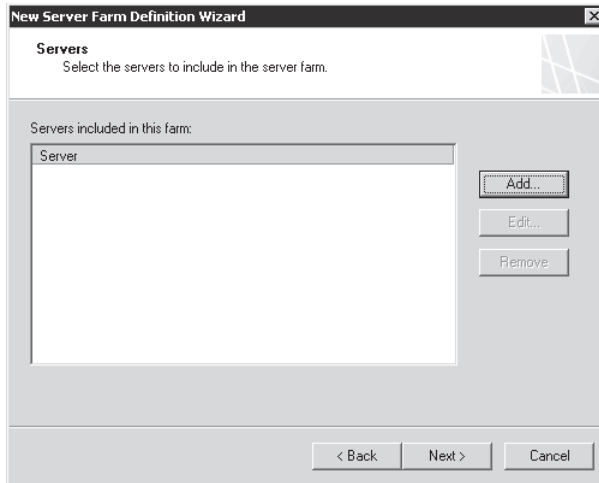 New Server Farm Definition Wizard
Servers
Select the servers to include in the server farm.
Servers included in this farm:
Server
Add...
Edit...
Remove
< Back
Next >
Cancel